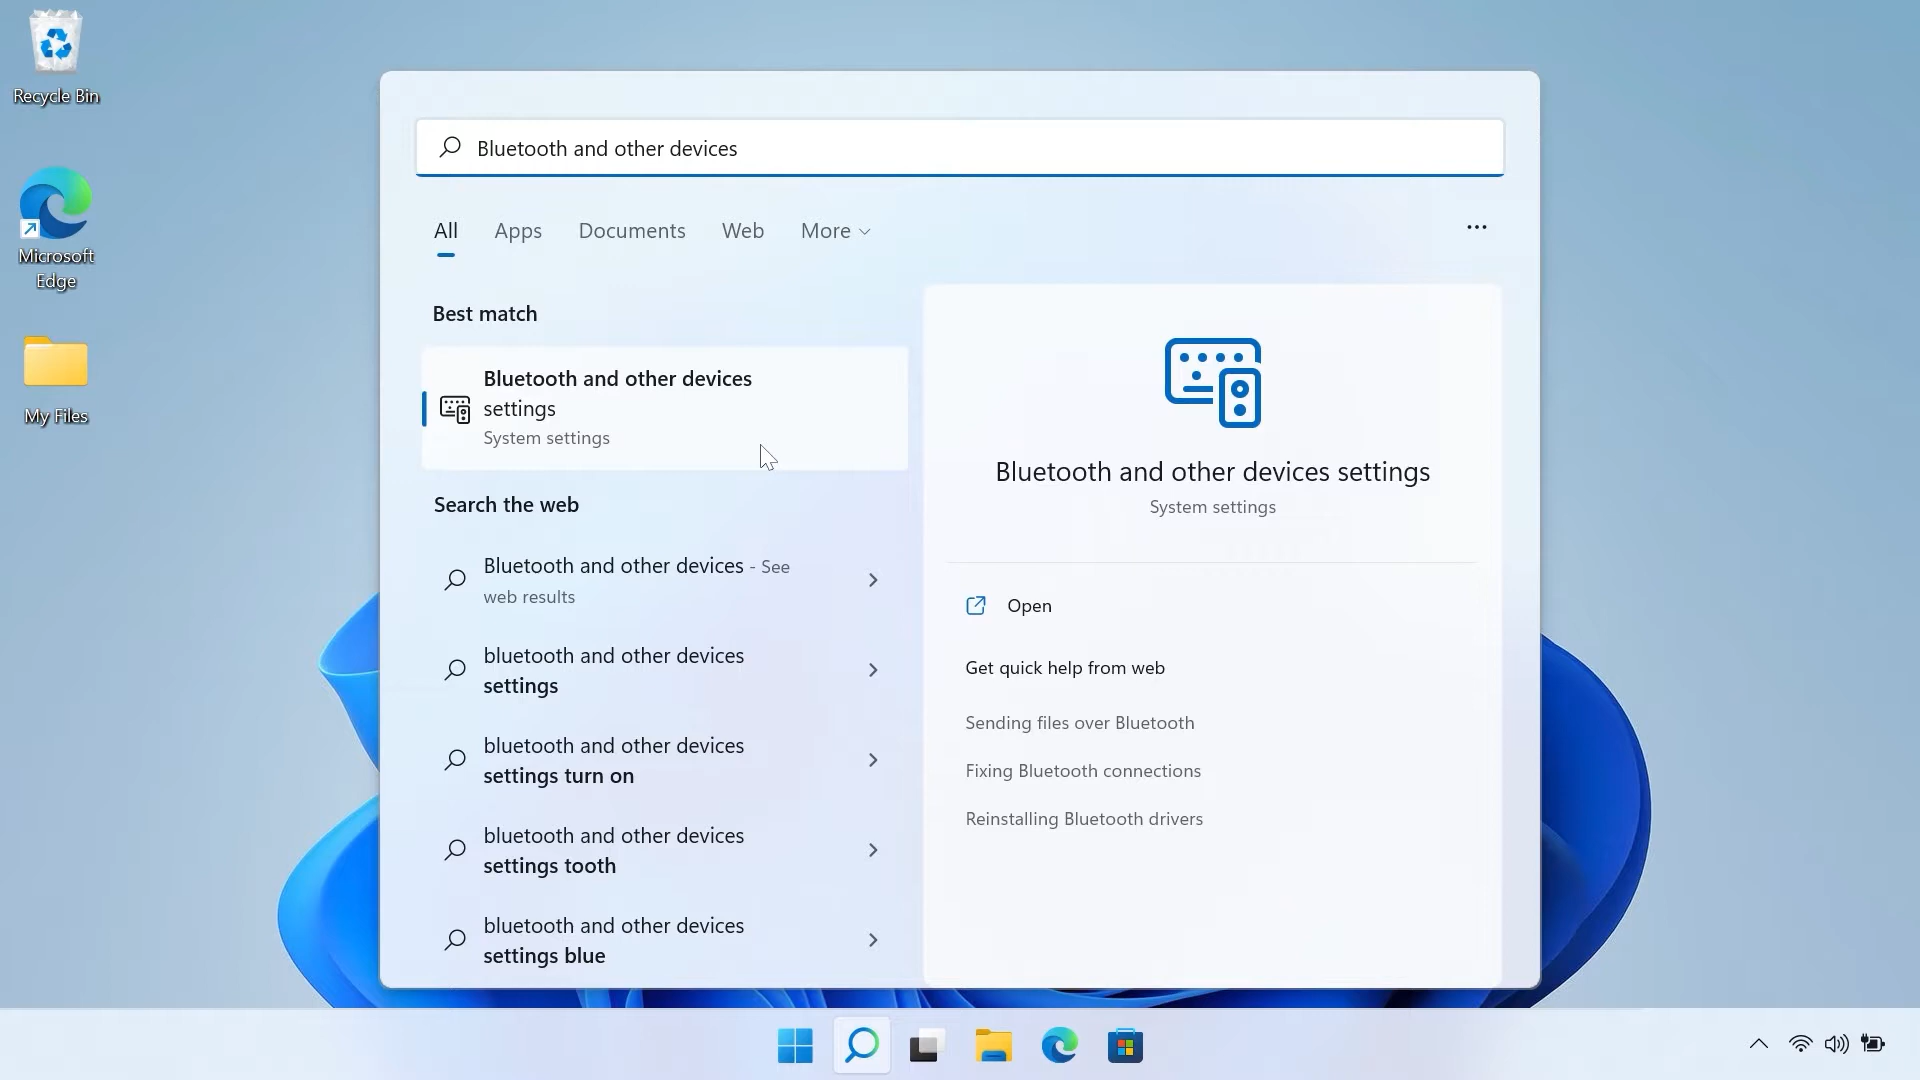 Recycle Bin
Microsoft
Edge
My Files
Bluetooth and other devices
All Apps Documents Web More
Best match
Bluetooth and other devices
settings
System settings
Search the web
Bluetooth and other devices - See
web results
bluetooth and other devices
settings
bluetooth and other devices
settings turn on
bluetooth and other devices
settings tooth
bluetooth and other devices
settings blue
Bluetooth and other devices settings
System settings
Open
Get quick help from web
Sending files over Bluetooth
Fixing Bluetooth connections
Reinstalling Bluetooth drivers